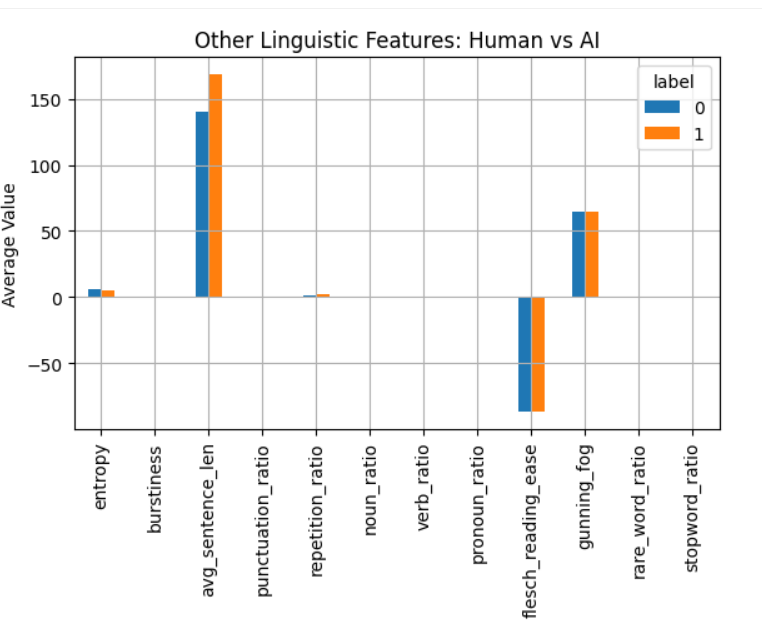 Other Linguistic Features: Human vs AI
label
0
1
150
100
50
0
−50
Average Value
entropy
burstiness
avg_sentence_len
punctuation_ratio
repetition_ratio
noun_ratio
verb_ratio
pronoun_ratio
flesch_reading_ease
gunning_fog
rare_word_ratio
stopword_ratio